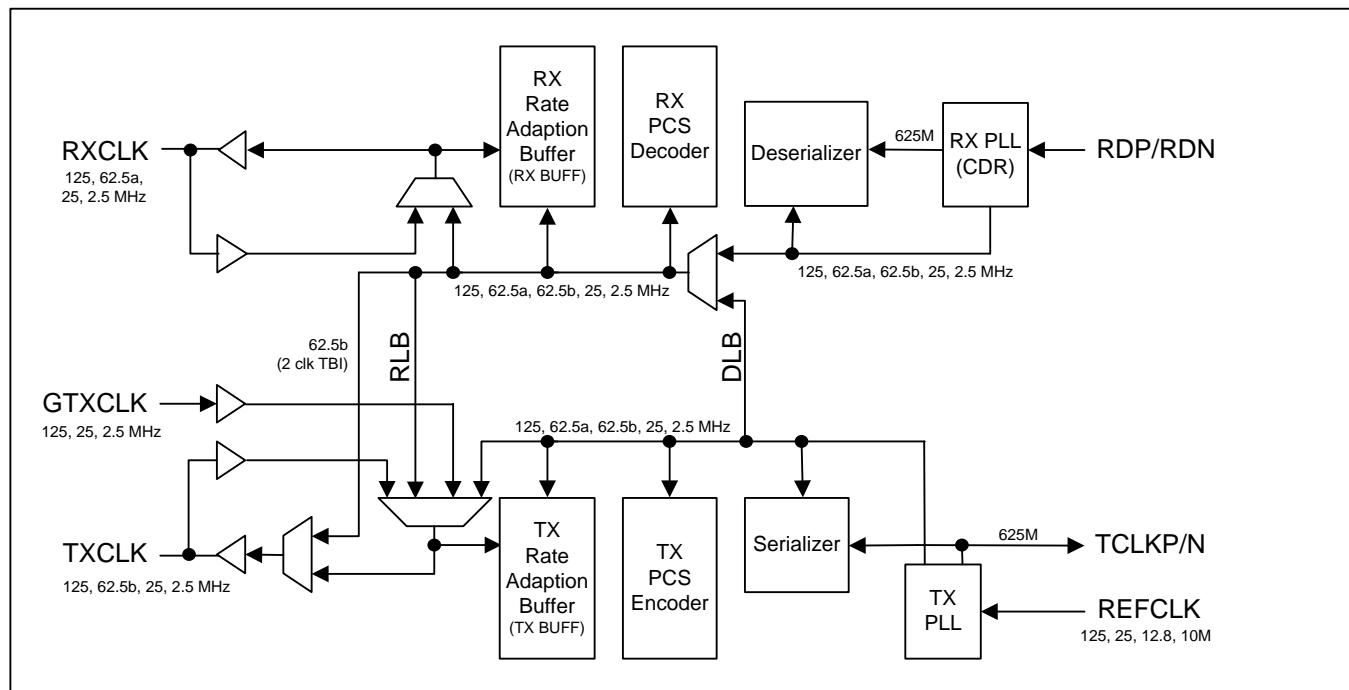 RX
Rate
Adaption
Buffer
(RX BUFF)
RX
PCS
Decoder
Deserializer
625M
RX PLL
(CDR)
RDP/RDN
RXCLK
125, 62.5a,
25, 2.5 MHz
125, 62.5a, 62.5b, 25, 2.5 MHz
125, 62.5a, 62.5b, 25, 2.5 MHz
62.5b
(2 clk TBI)
RLB
DLB
GTXCLK
125, 25, 2.5 MHz
125, 62.5a, 62.5b, 25, 2.5 MHz
TXCLK
125, 62.5b, 25, 2.5 MHz
TX
Rate
Adaption
Buffer
(TX BUFF)
TX
PCS
Encoder
Serializer
625M
TCLKP/N
TX
PLL
REFCLK
125, 25, 12.8, 10M